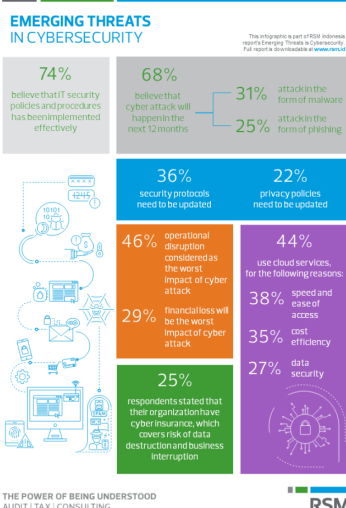 EMERGING THREATS
IN CYBERSECURITY
This infographic is part of RSM Indonesia
report's Emerging Threats is Cybersecurity.
Full report is downloadable at www.rsm.id
74%
believe that IT security
policies and procedures
has been implemented
effectively
68%
believe that
cyber attack will
happen in the
next 12 months
31%
attack in the
form of malware
25%
attack in the
form of phishing
36%
security protocols
need to be updated
22%
privacy policies
need to be updated
46%
operational
disruption
considered as
the worst
impact of cyber
attack
29%
financial loss will
be the worst
impact of cyber
attack
44%
use cloud services,
for the following reasons:
38%
speed and
ease of
access
35%
cost
efficiency
27%
data
security
25%
respondents stated that
their organization have
cyber insurance, which
covers risk of data
destruction and business
interruption
SPAM
THE POWER OF BEING UNDERSTOOD
AUDIT | TAX | CONSULTING
RSM